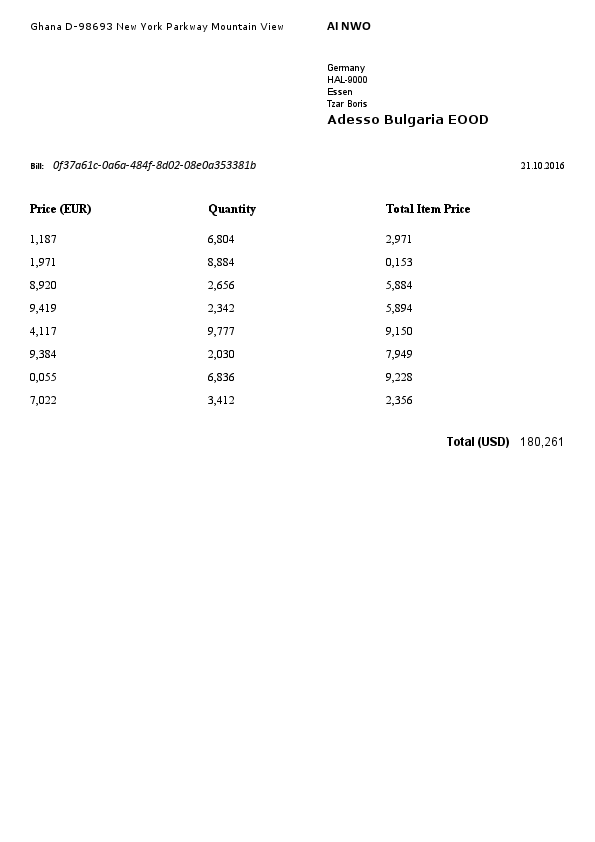 Ghana D-98693 New York Parkway Mountain View
AI NWO
Germany
HAL-9000
Essen
Tzar Boris
Adesso Bulgaria EOOD
Bill: 0f37a61c-0a6a-484f-8d02-08e0a353381b 21.10.2016
Price (EUR) Quantity Total Item Price
1,187 6,804 2,971
1,971 8,884 0,153
8,920 2,656 5,884
9,419 2,342 5,894
4,117 9,777 9,150
9,384 2,030 7,949
0,055 6,836 9,228
7,022 3,412 2,356
Total (USD) 180,261